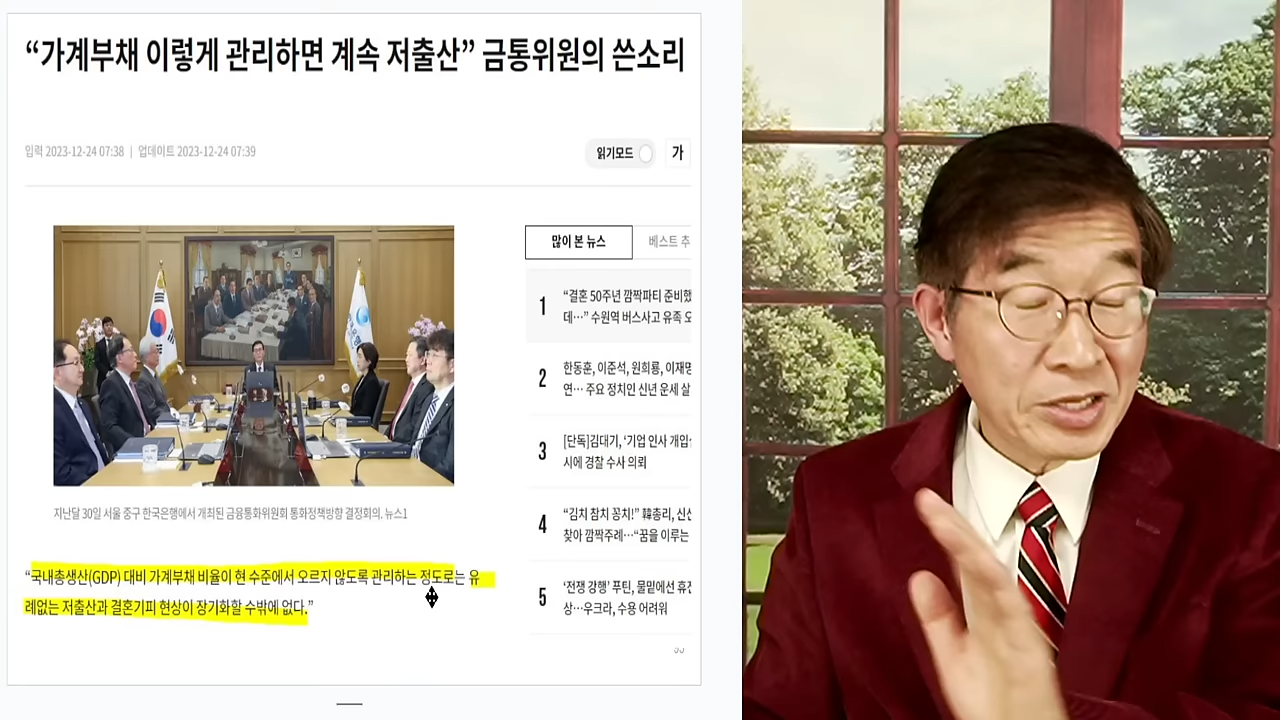 “가계부채 이렇게 관리하면 계속 저출산” 금통위원의 쓴소리
입력 2023-12-24 07:38 | 업데이트 2023-12-24 07:39
읽기모드
가
많이 본 뉴스
베스트 추
1
“결혼 50주년 깜짝파티 준비했
데…” 수원역 버스사고 유족 오
2
한동훈, 이준석, 원희룡, 이재명
연… 주요 정치인 신년 운세 살
3
[단독]김대기, ‘기업 인사 개입
시에 경찰 수사 의뢰
4
“김치 참치 꽁치!” 韓총리, 산신
찾아 깜짝주례…“꿈을 이루는
5
‘전쟁 강행’ 푸틴, 물밑에서 휴전
상…우크라, 수용 어려워
지난달 30일 서울 중구 한국은행에서 개최된 금융통화위원회 통화정책방향 결정회의. 뉴스1
“국내총생산(GDP) 대비 가계부채 비율이 현 수준에서 오르지 않도록 관리하는 정도로는 유
례없는 저출산과 결혼기피 현상이 장기화할 수밖에 없다.”